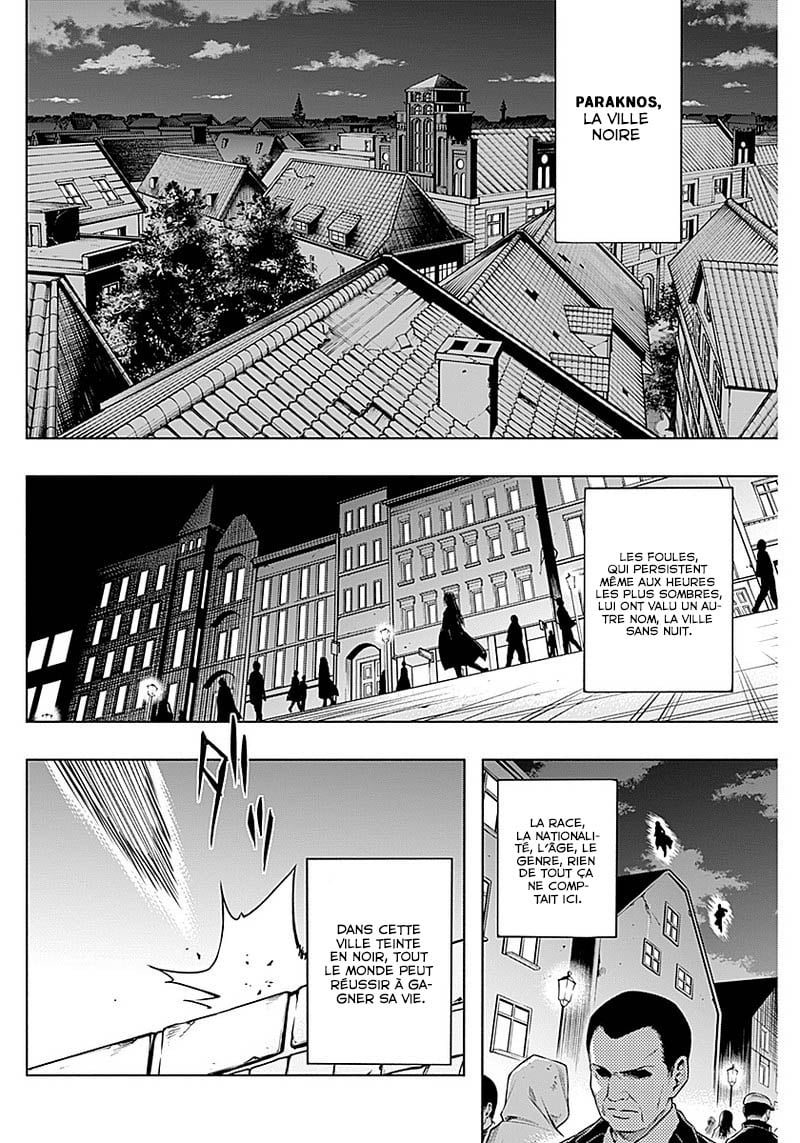 PARAKNOS,
LA VILLE
NOIRE
LES FOULES,
QUI PERSISTENT
MÊME AUX HEURES
LES PLUS SOMBRES,
LUI ONT VALU UN AU-
TRE NOM, LA VILLE
SANS NUIT.
LA RACE,
LA NATIONALI-
TÉ, L'ÂGE, LE
GENRE, RIEN
DE TOUT ÇA
NE COMP-
TAIT ICI.
DANS CETTE
VILLE TEINTE
EN NOIR, TOUT
LE MONDE PEUT
RÉUSSIR À GA-
GNER SA VIE.